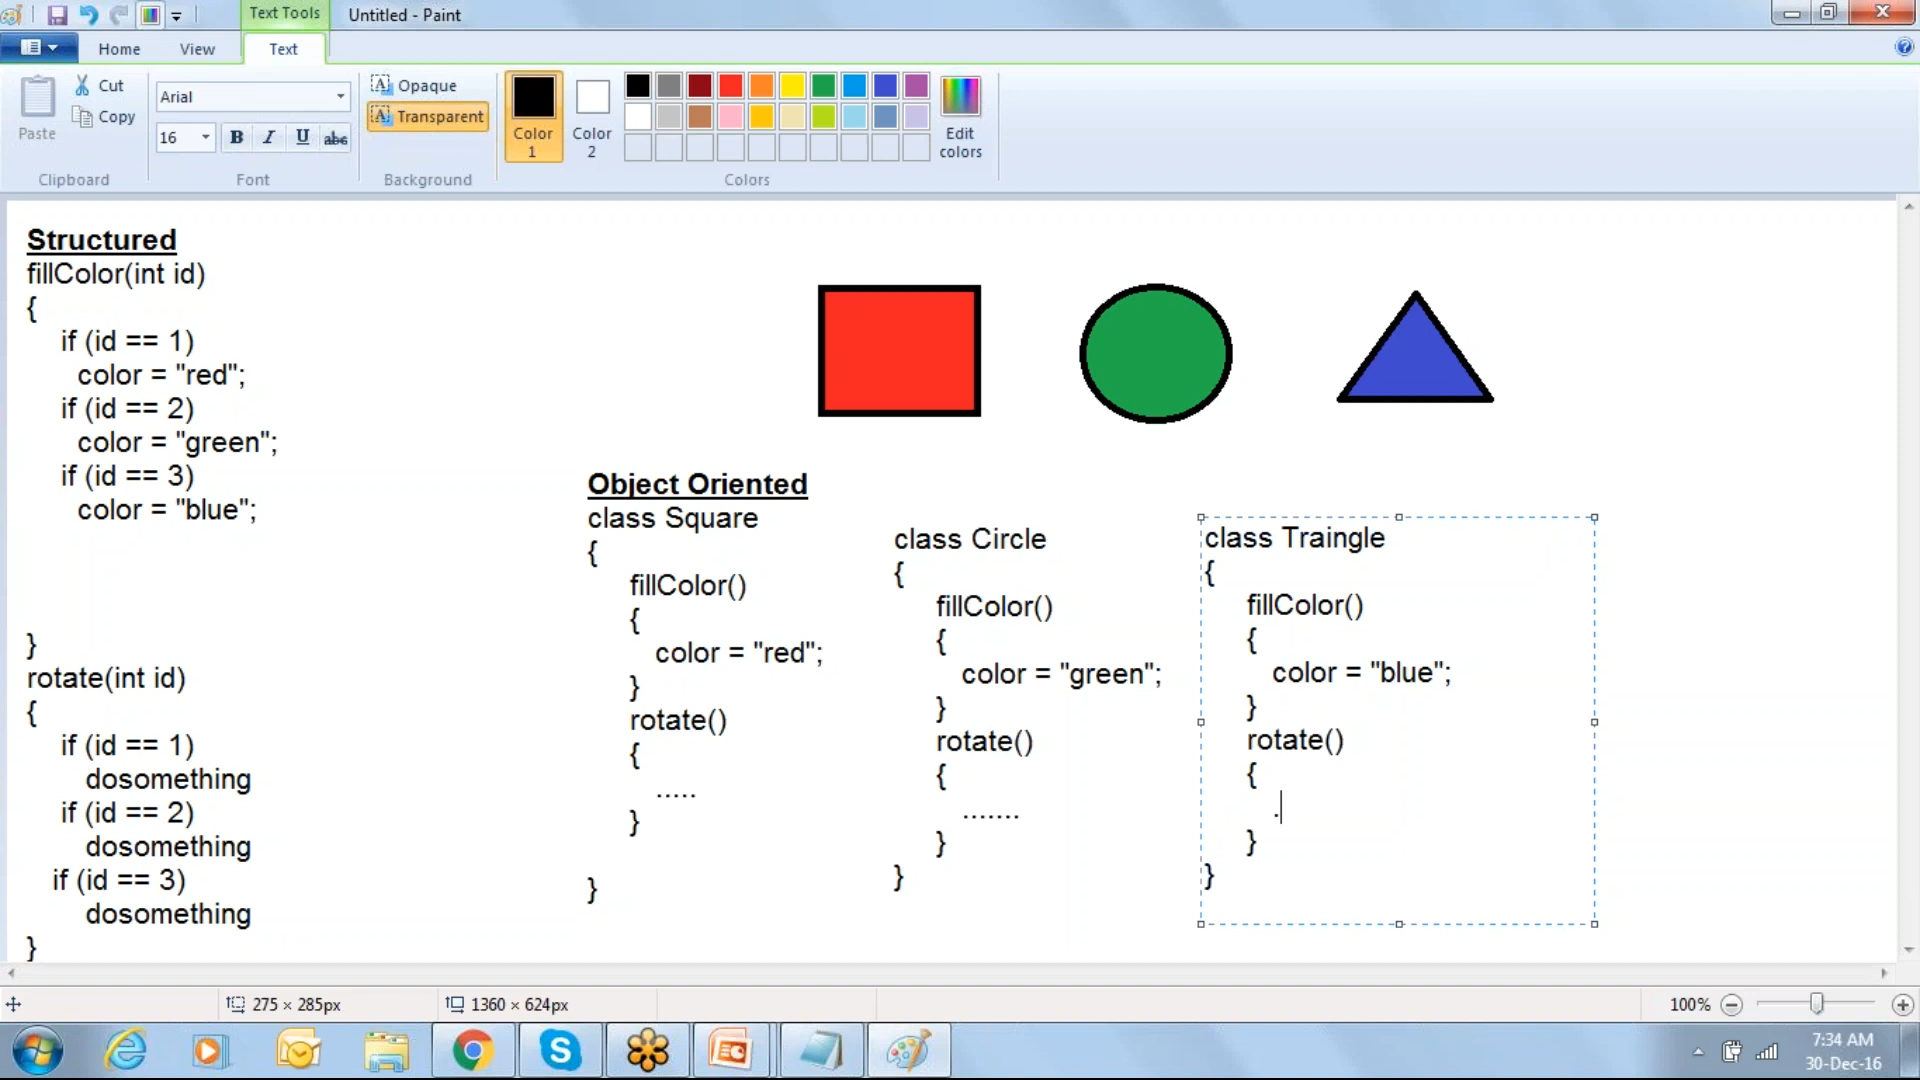 Text Tools
Untitled - Paint
Home
View
Text
Paste
Cut
Copy
Clipboard
Arial
16
B I U abc
Font
Opaque
Transparent
Background
Color 1
Color 2
Edit colors
Colors
Structured
fillColor(int id)
{
if (id == 1)
color = "red";
if (id == 2)
color = "green";
if (id == 3)
color = "blue";
}
rotate(int id)
{
if (id == 1)
dosomething
if (id == 2)
dosomething
if (id == 3)
dosomething
}
Object Oriented
class Square
{
fillColor()
{
color = "red";
}
rotate()
{
.....
}
}
class Circle
{
fillColor()
{
color = "green";
}
rotate()
{
.......
}
}
class Traingle
{
fillColor()
{
color = "blue";
}
rotate()
{
.
}
}
275 × 285px
1360 × 624px
100%
7:34 AM
30-Dec-16